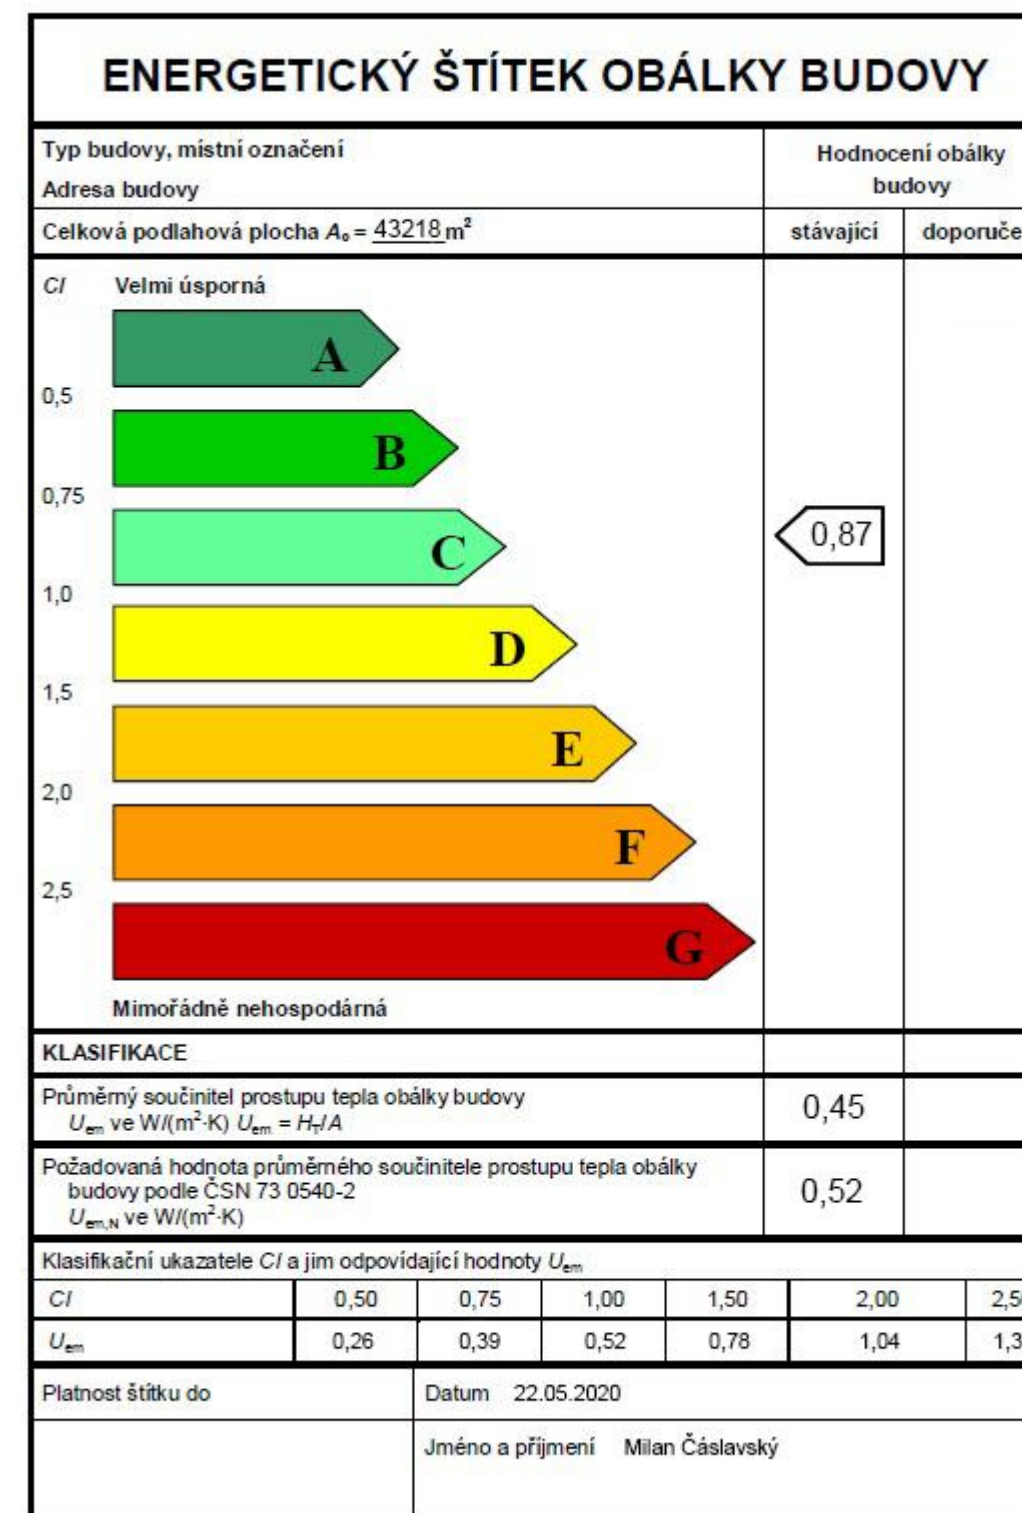 ENERGETICKÝ ŠTÍTEK OBÁLKY BUDOVY
Typ budovy, místní označení
Adresa budovy
Hodnocení obálky
budovy
Celková podlahová plocha Ao = 43218 m²
stávající
doporuče
CI Velmi úsporná
A
0,5
B
0,75
C
0,87
1,0
D
1,5
E
2,0
F
2,5
G
Mimořádně nehospodárná
KLASIFIKACE
Průměrný součinitel prostupu tepla obálky budovy
Uem ve W/(m²·K) Uem = HT/A
0,45
Požadovaná hodnota průměrného součinitele prostupu tepla obálky
budovy podle ČSN 73 0540-2
Uem,N ve W/(m²·K)
0,52
Klasifikační ukazatele CI a jim odpovídající hodnoty Uem
CI 0,50 0,75 1,00 1,50 2,00 2,5
Uem 0,26 0,39 0,52 0,78 1,04 1,3
Platnost štítku do
Datum 22.05.2020
Jméno a příjmení Milan Čáslavský